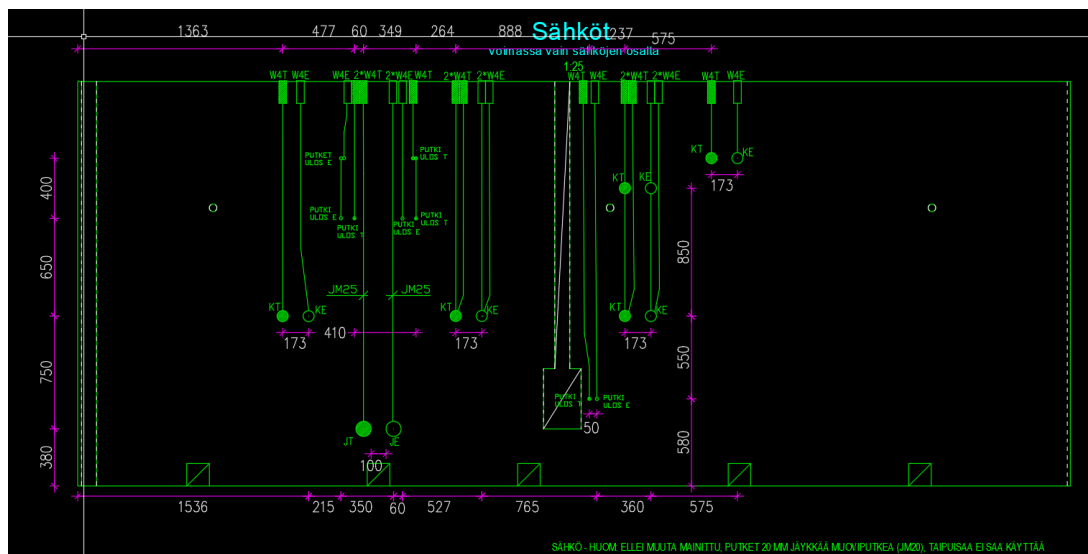 Sähköt
voimassa vain sähköjen osalla
1:25
1363 477 60 349 264 888 237 575
W4T W4E W4E 2*W4T 2*W4E W4T 2*W4T 2*W4E W4T W4E 2*W4T 2*W4E W4T W4E
PUTKET
ULOS E
PUTKI
ULOS T
KT KE
173
KT KE
400
PUTKI
ULOS E
PUTKI
ULOS T
PUTKI
ULOS E
PUTKI
ULOS T
850
650
JM25 JM25
KT KE
KT KE
KT KE
173 410 173 173
550
750
PUTKI
ULOS T
PUTKI
ULOS E
50
JT JE
100
380
580
1536 215 350 60 527 765 360 575
SÄHKÖ - HUOM: ELLEI MUUTA MAINITTU, PUTKET 20 MM JÄYKKÄÄ MUOVIPUTKEA (JM20), TAIPUISAA EI SAA KÄYTTÄÄ